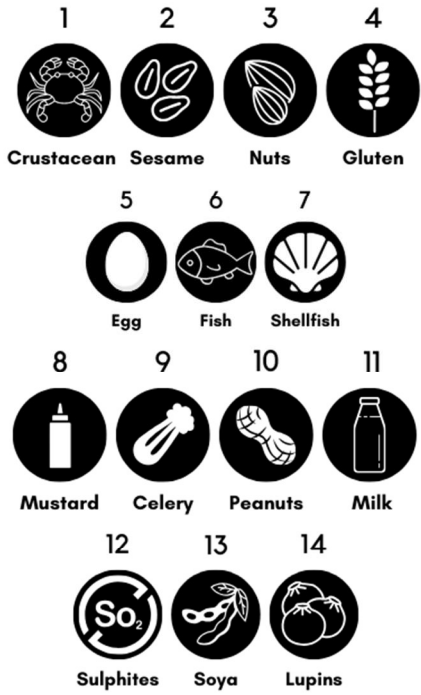 1 2 3 4
Crustacean Sesame Nuts Gluten
5 6 7
Egg Fish Shellfish
8 9 10 11
Mustard Celery Peanuts Milk
12 13 14
So2
Sulphites Soya Lupins